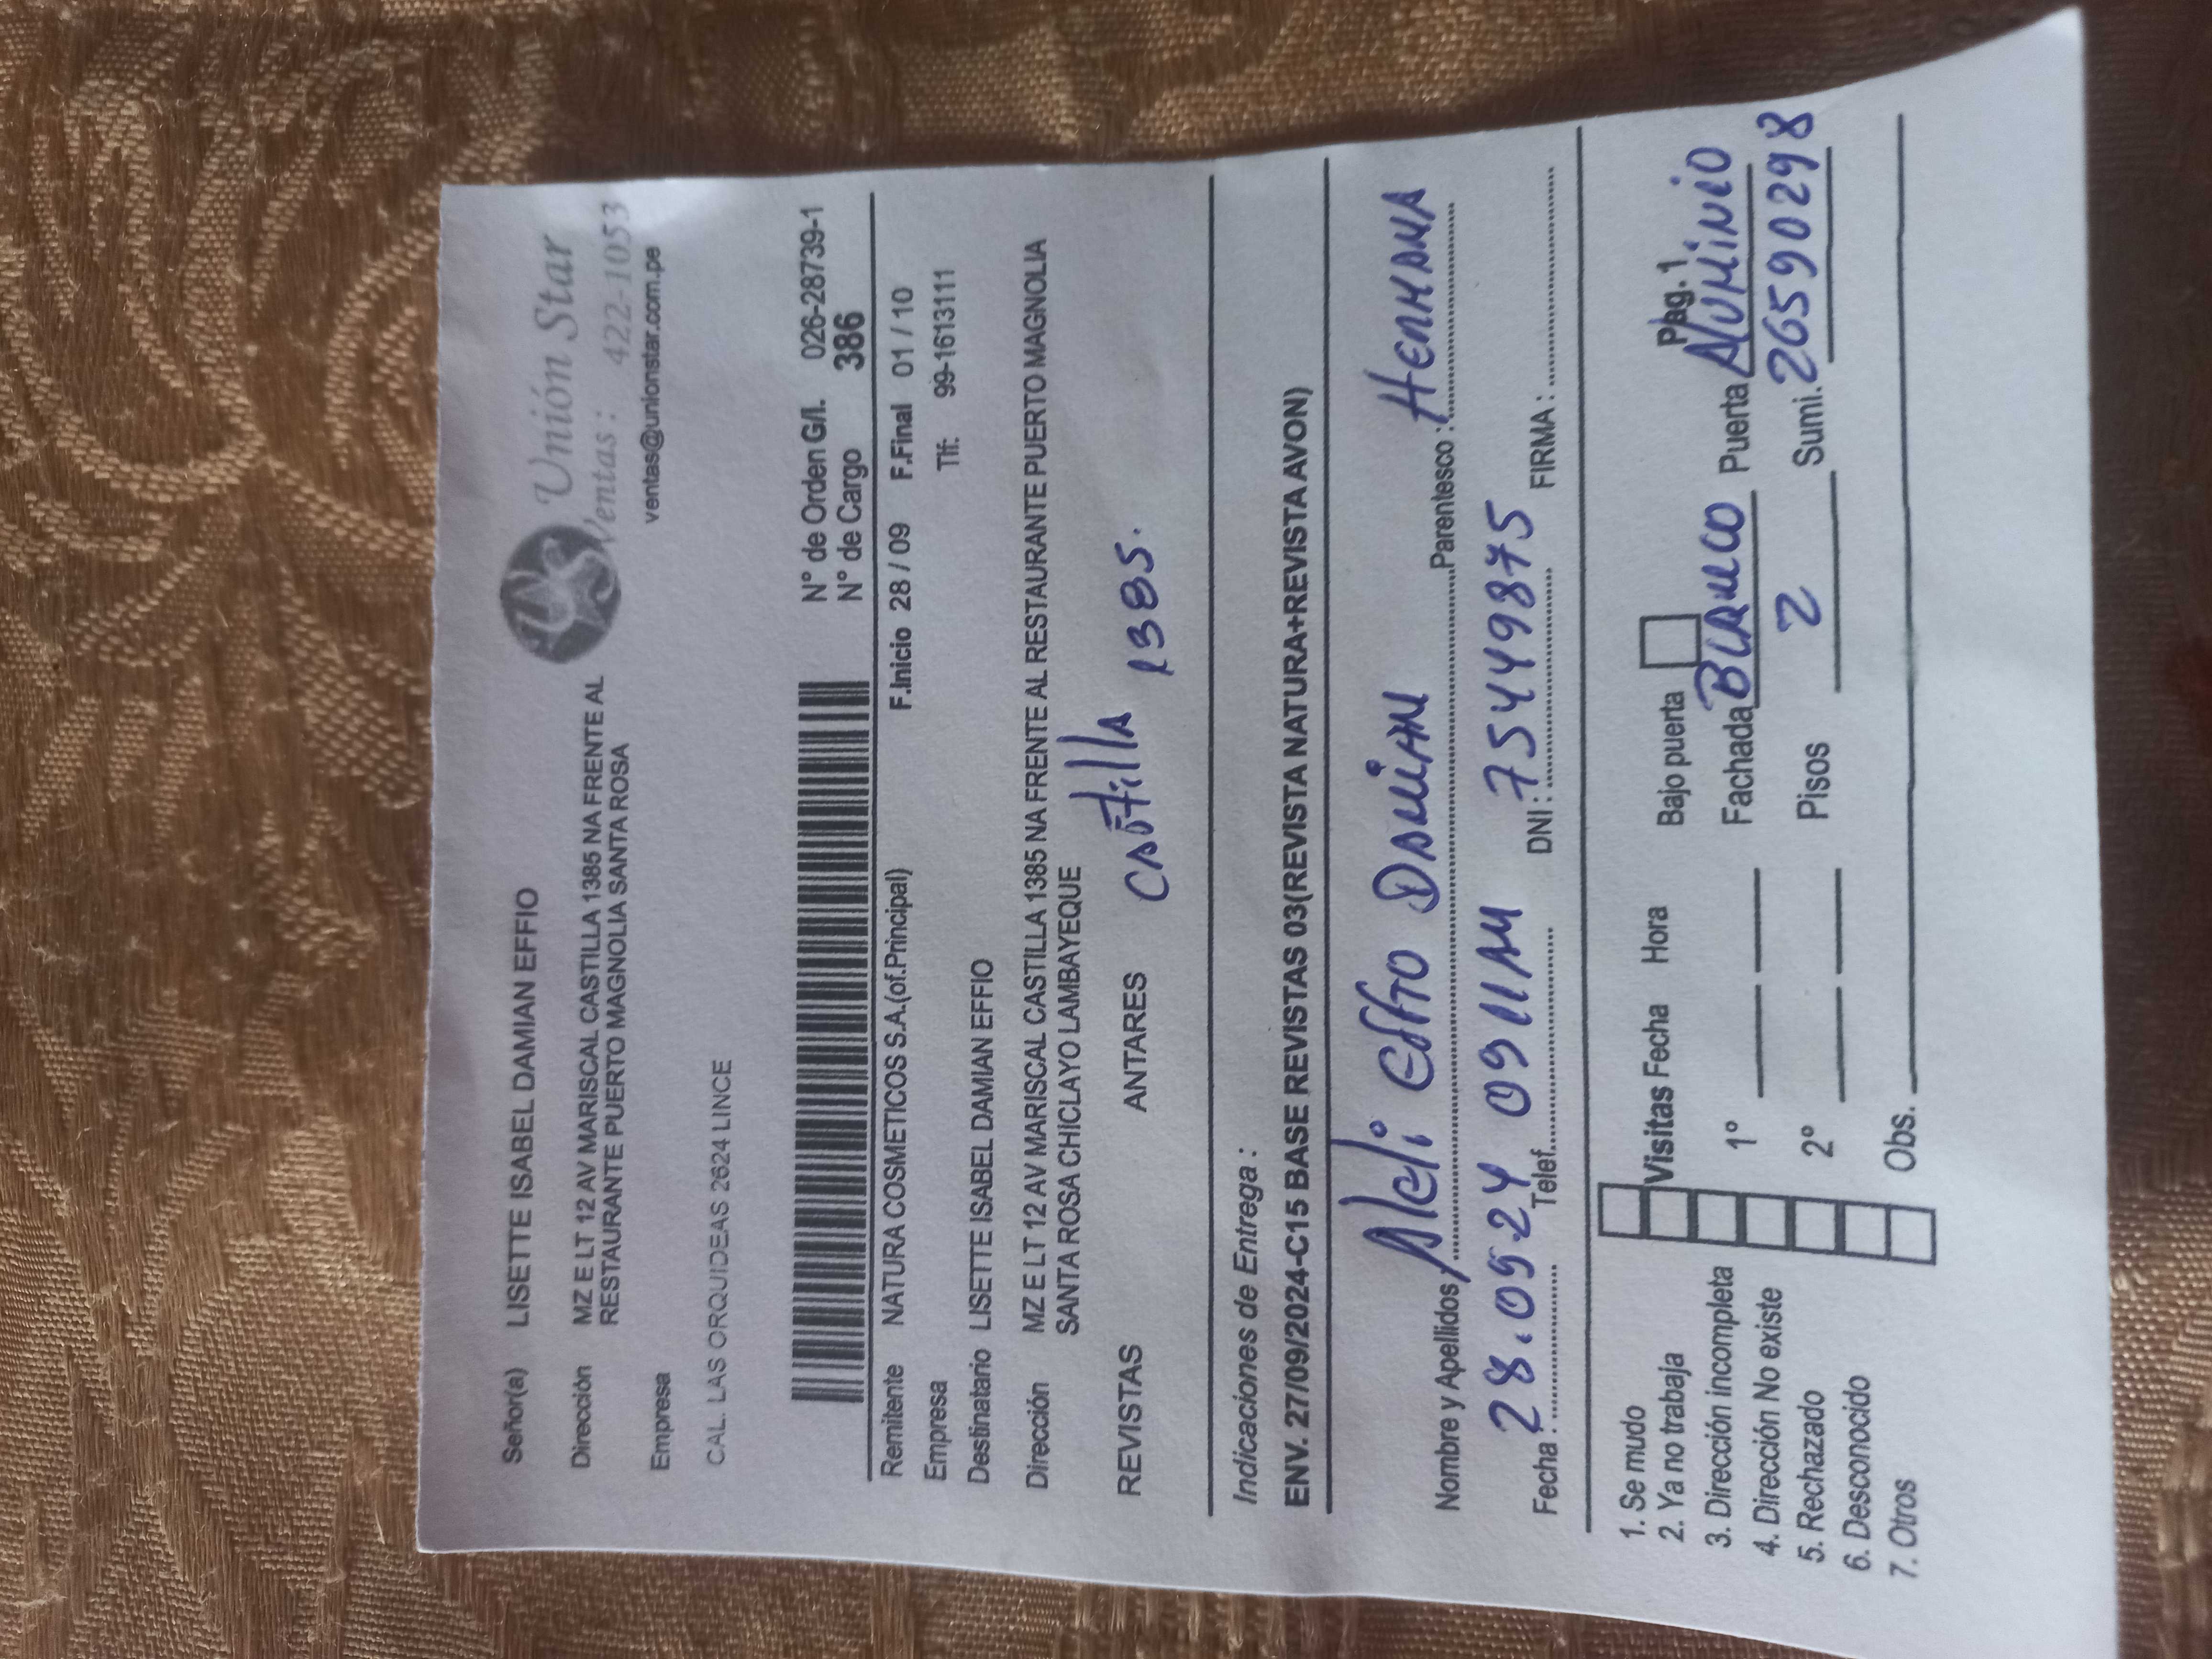 Unión Star
Ventas : 422-1053
ventas@unionstar.com.pe
Señor(a) LISETTE ISABEL DAMIAN EFFIO
Dirección MZ E LT 12 AV MARISCAL CASTILLA 1385 NA FRENTE AL
RESTAURANTE PUERTO MAGNOLIA SANTA ROSA
Empresa
CAL. LAS ORQUIDEAS 2624 LINCE
N° de Orden G/I. 026-28739-1
N° de Cargo 386
Remitente NATURA COSMETICOS S.A.(of.Principal) F.Inicio 28 / 09 F.Final 01 / 10
Empresa Tlf: 99-1613111
Destinatario LISETTE ISABEL DAMIAN EFFIO
Dirección MZ E LT 12 AV MARISCAL CASTILLA 1385 NA FRENTE AL RESTAURANTE PUERTO MAGNOLIA
SANTA ROSA CHICLAYO LAMBAYEQUE
REVISTAS ANTARES Castilla 1385.
Indicaciones de Entrega :
ENV. 27/09/2024-C15 BASE REVISTAS 03(REVISTA NATURA+REVISTA AVON)
Nombre y Apellidos Aleli Effio Damian Parentesco : Hermana
Fecha : 28.09.24 Telef. 0911AM DNI : 75449875 FIRMA :
Pag. 1
1. Se mudo
2. Ya no trabaja Visitas Fecha Hora Bajo puerta
3. Dirección incompleta 1° Fachada Blanco Puerta Aluminio
4. Dirección No existe
5. Rechazado 2° Pisos 2 Sumi. 26590298
6. Desconocido
7. Otros Obs.